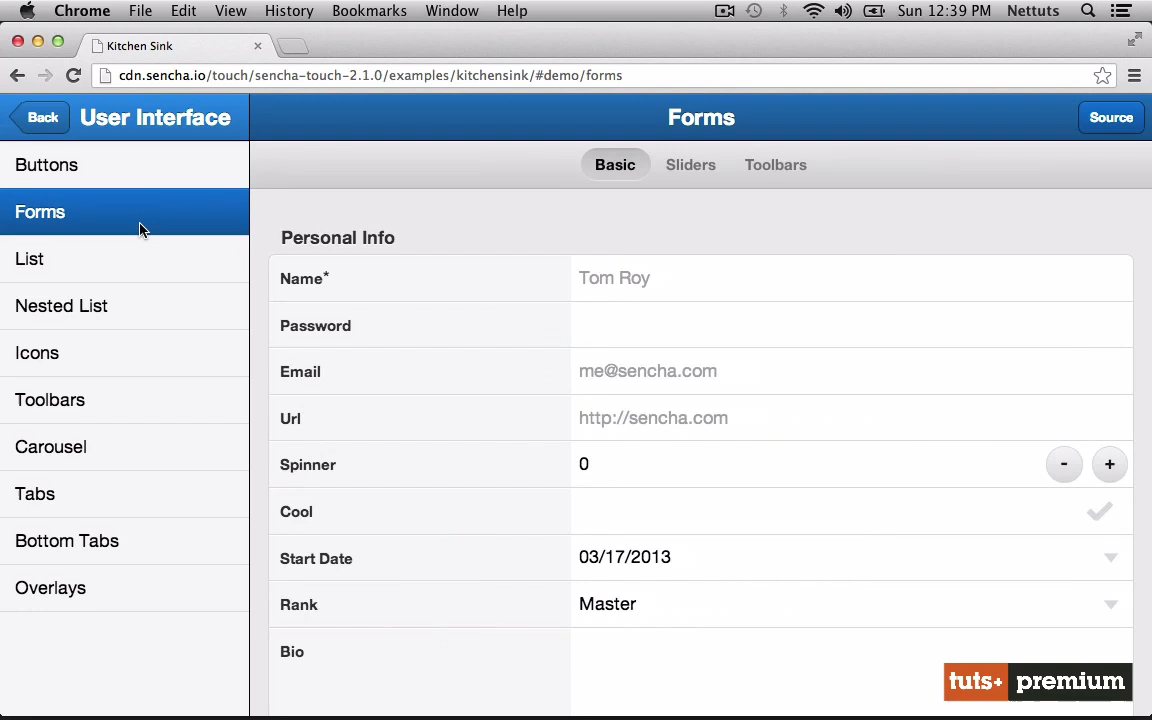 Chrome File Edit View History Bookmarks Window Help Sun 12:39 PM Nettuts
Kitchen Sink
cdn.sencha.io/touch/sencha-touch-2.1.0/examples/kitchensink/#demo/forms
Back User Interface Forms Source
Buttons
Basic Sliders Toolbars
Forms
List
Nested List
Icons
Toolbars
Carousel
Tabs
Bottom Tabs
Overlays
Personal Info
Name* Tom Roy
Password
Email me@sencha.com
Url http://sencha.com
Spinner 0 - +
Cool
Start Date 03/17/2013
Rank Master
Bio
tuts+ premium